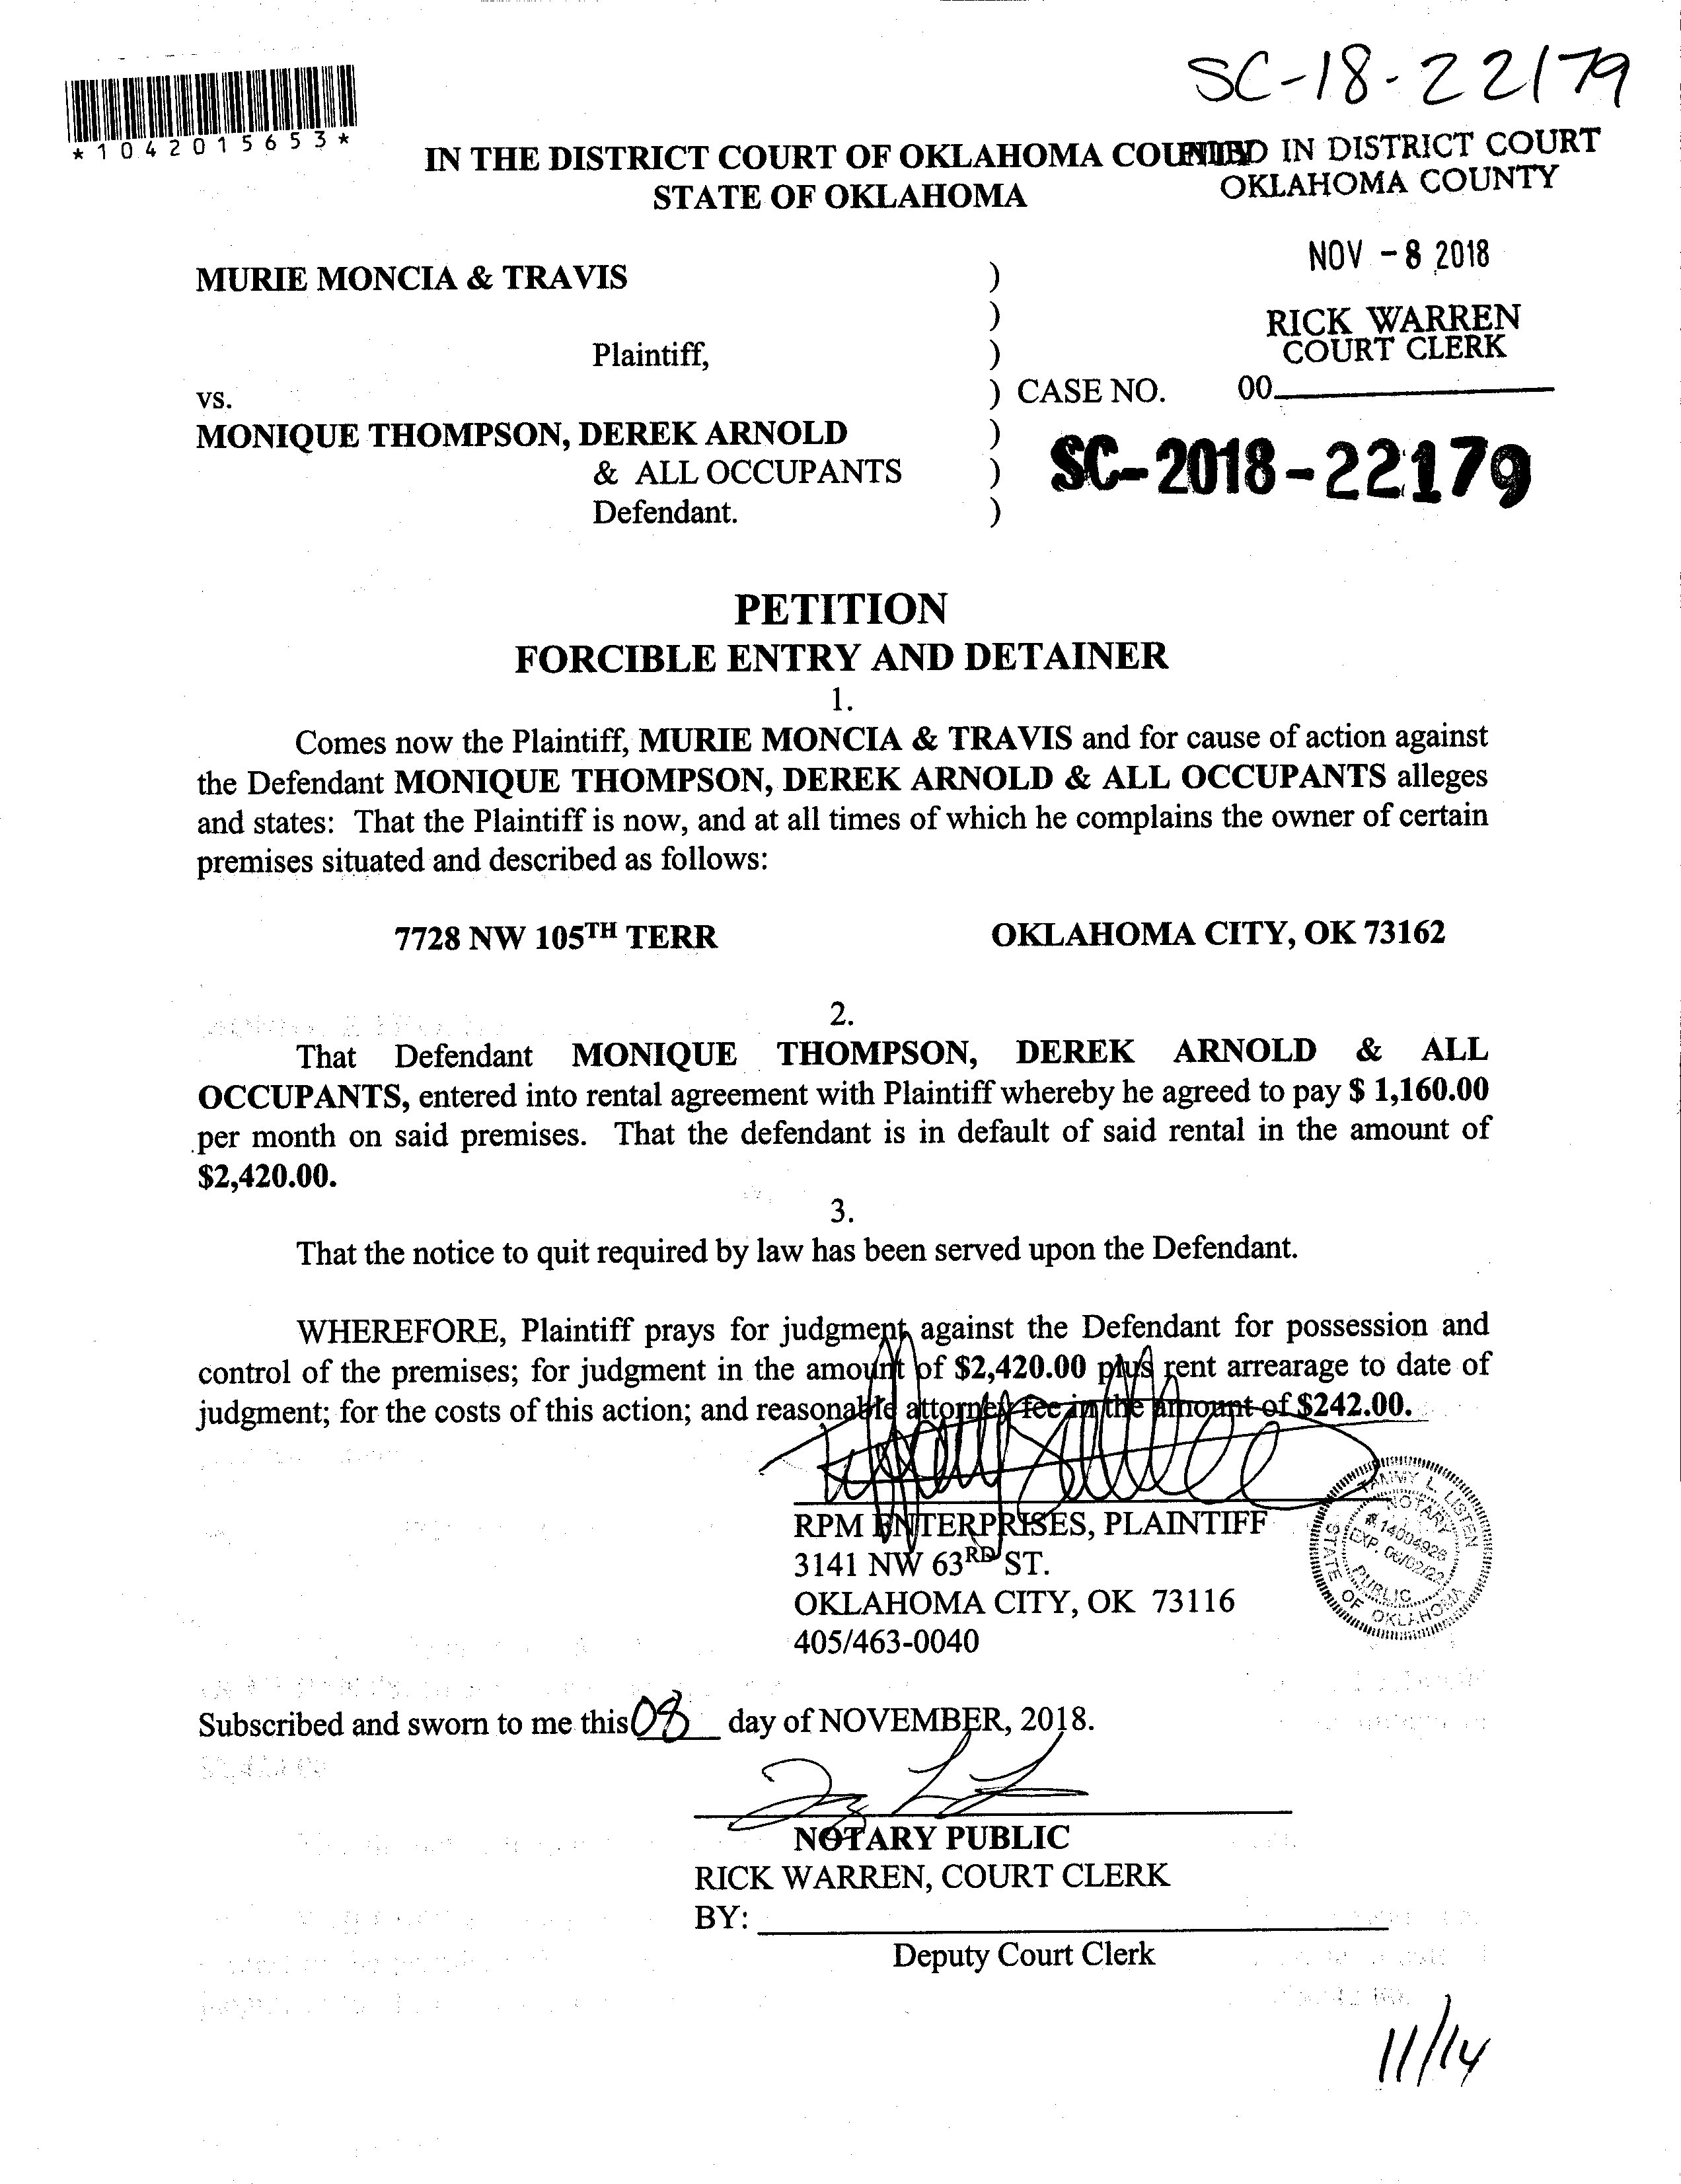 SC-18-22179
*1042015653*
IN THE DISTRICT COURT OF OKLAHOMA COUNTY
STATE OF OKLAHOMA
FILED IN DISTRICT COURT
OKLAHOMA COUNTY
NOV -8 2018
RICK WARREN
COURT CLERK
MURIE MONCIA & TRAVIS )
)
Plaintiff, )
vs. ) CASE NO. 00
MONIQUE THOMPSON, DEREK ARNOLD )
& ALL OCCUPANTS )
Defendant. )
SC-2018-22179
PETITION
FORCIBLE ENTRY AND DETAINER
1.
Comes now the Plaintiff, MURIE MONCIA & TRAVIS and for cause of action against
the Defendant MONIQUE THOMPSON, DEREK ARNOLD & ALL OCCUPANTS alleges
and states: That the Plaintiff is now, and at all times of which he complains the owner of certain
premises situated and described as follows:
7728 NW 105TH TERR OKLAHOMA CITY, OK 73162
2.
That Defendant MONIQUE THOMPSON, DEREK ARNOLD & ALL
OCCUPANTS, entered into rental agreement with Plaintiff whereby he agreed to pay $ 1,160.00
per month on said premises. That the defendant is in default of said rental in the amount of
$2,420.00.
3.
That the notice to quit required by law has been served upon the Defendant.
WHEREFORE, Plaintiff prays for judgment against the Defendant for possession and
control of the premises; for judgment in the amount of $2,420.00 plus rent arrearage to date of
judgment; for the costs of this action; and reasonable attorney fee in the amount of $242.00.
RPM ENTERPRISES, PLAINTIFF
3141 NW 63RD ST.
OKLAHOMA CITY, OK 73116
405/463-0040
TAMMY L. LISTEN
NOTARY
# 14004926
EXP. 06/02/22
PUBLIC
STATE OF OKLAHOMA
Subscribed and sworn to me this 08 day of NOVEMBER, 2018.
NOTARY PUBLIC
RICK WARREN, COURT CLERK
BY:
Deputy Court Clerk
11/14